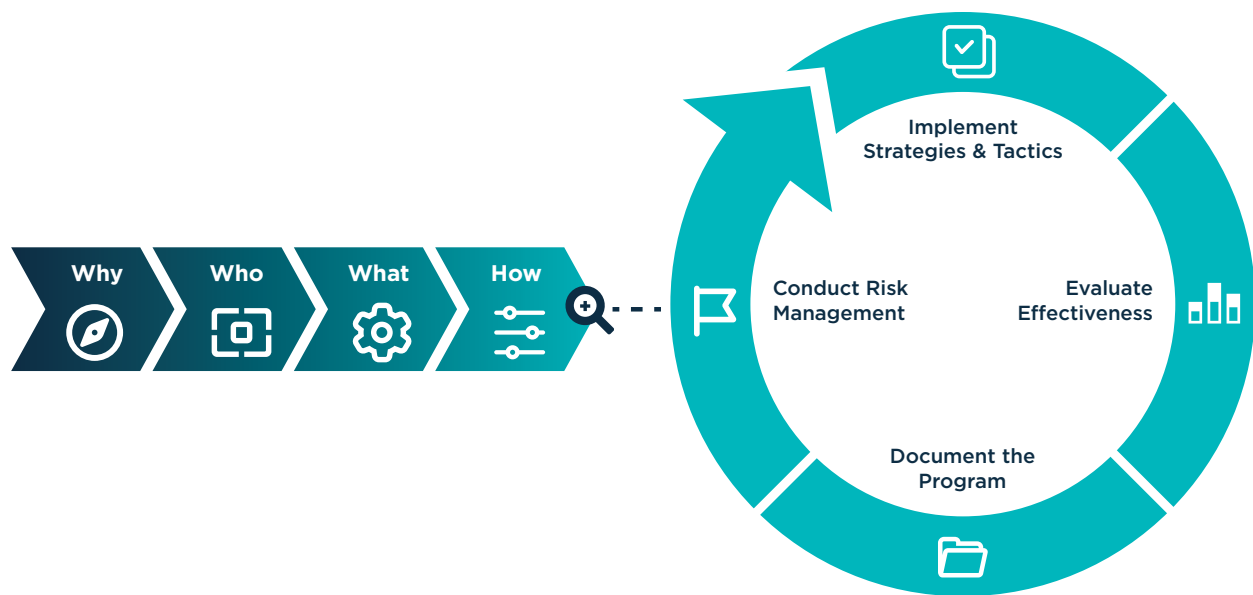 Why
Who
What
How
Implement
Strategies & Tactics
Conduct Risk
Management
Evaluate
Effectiveness
Document the
Program